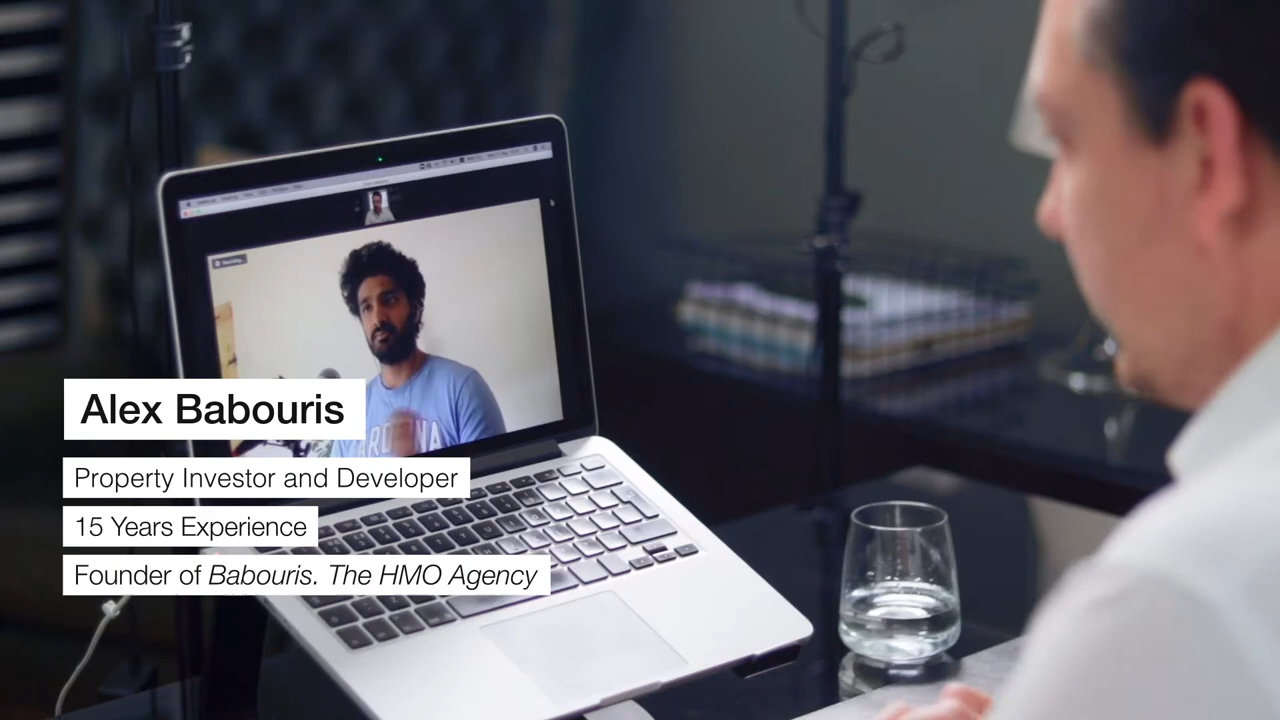 Alex Babouris
Property Investor and Developer
15 Years Experience
Founder of Babouris. The HMO Agency